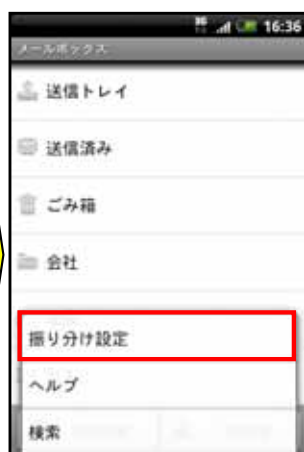 16:36
メールボックス
送信トレイ
送信済み
ごみ箱
会社
振り分け設定
ヘルプ
検索